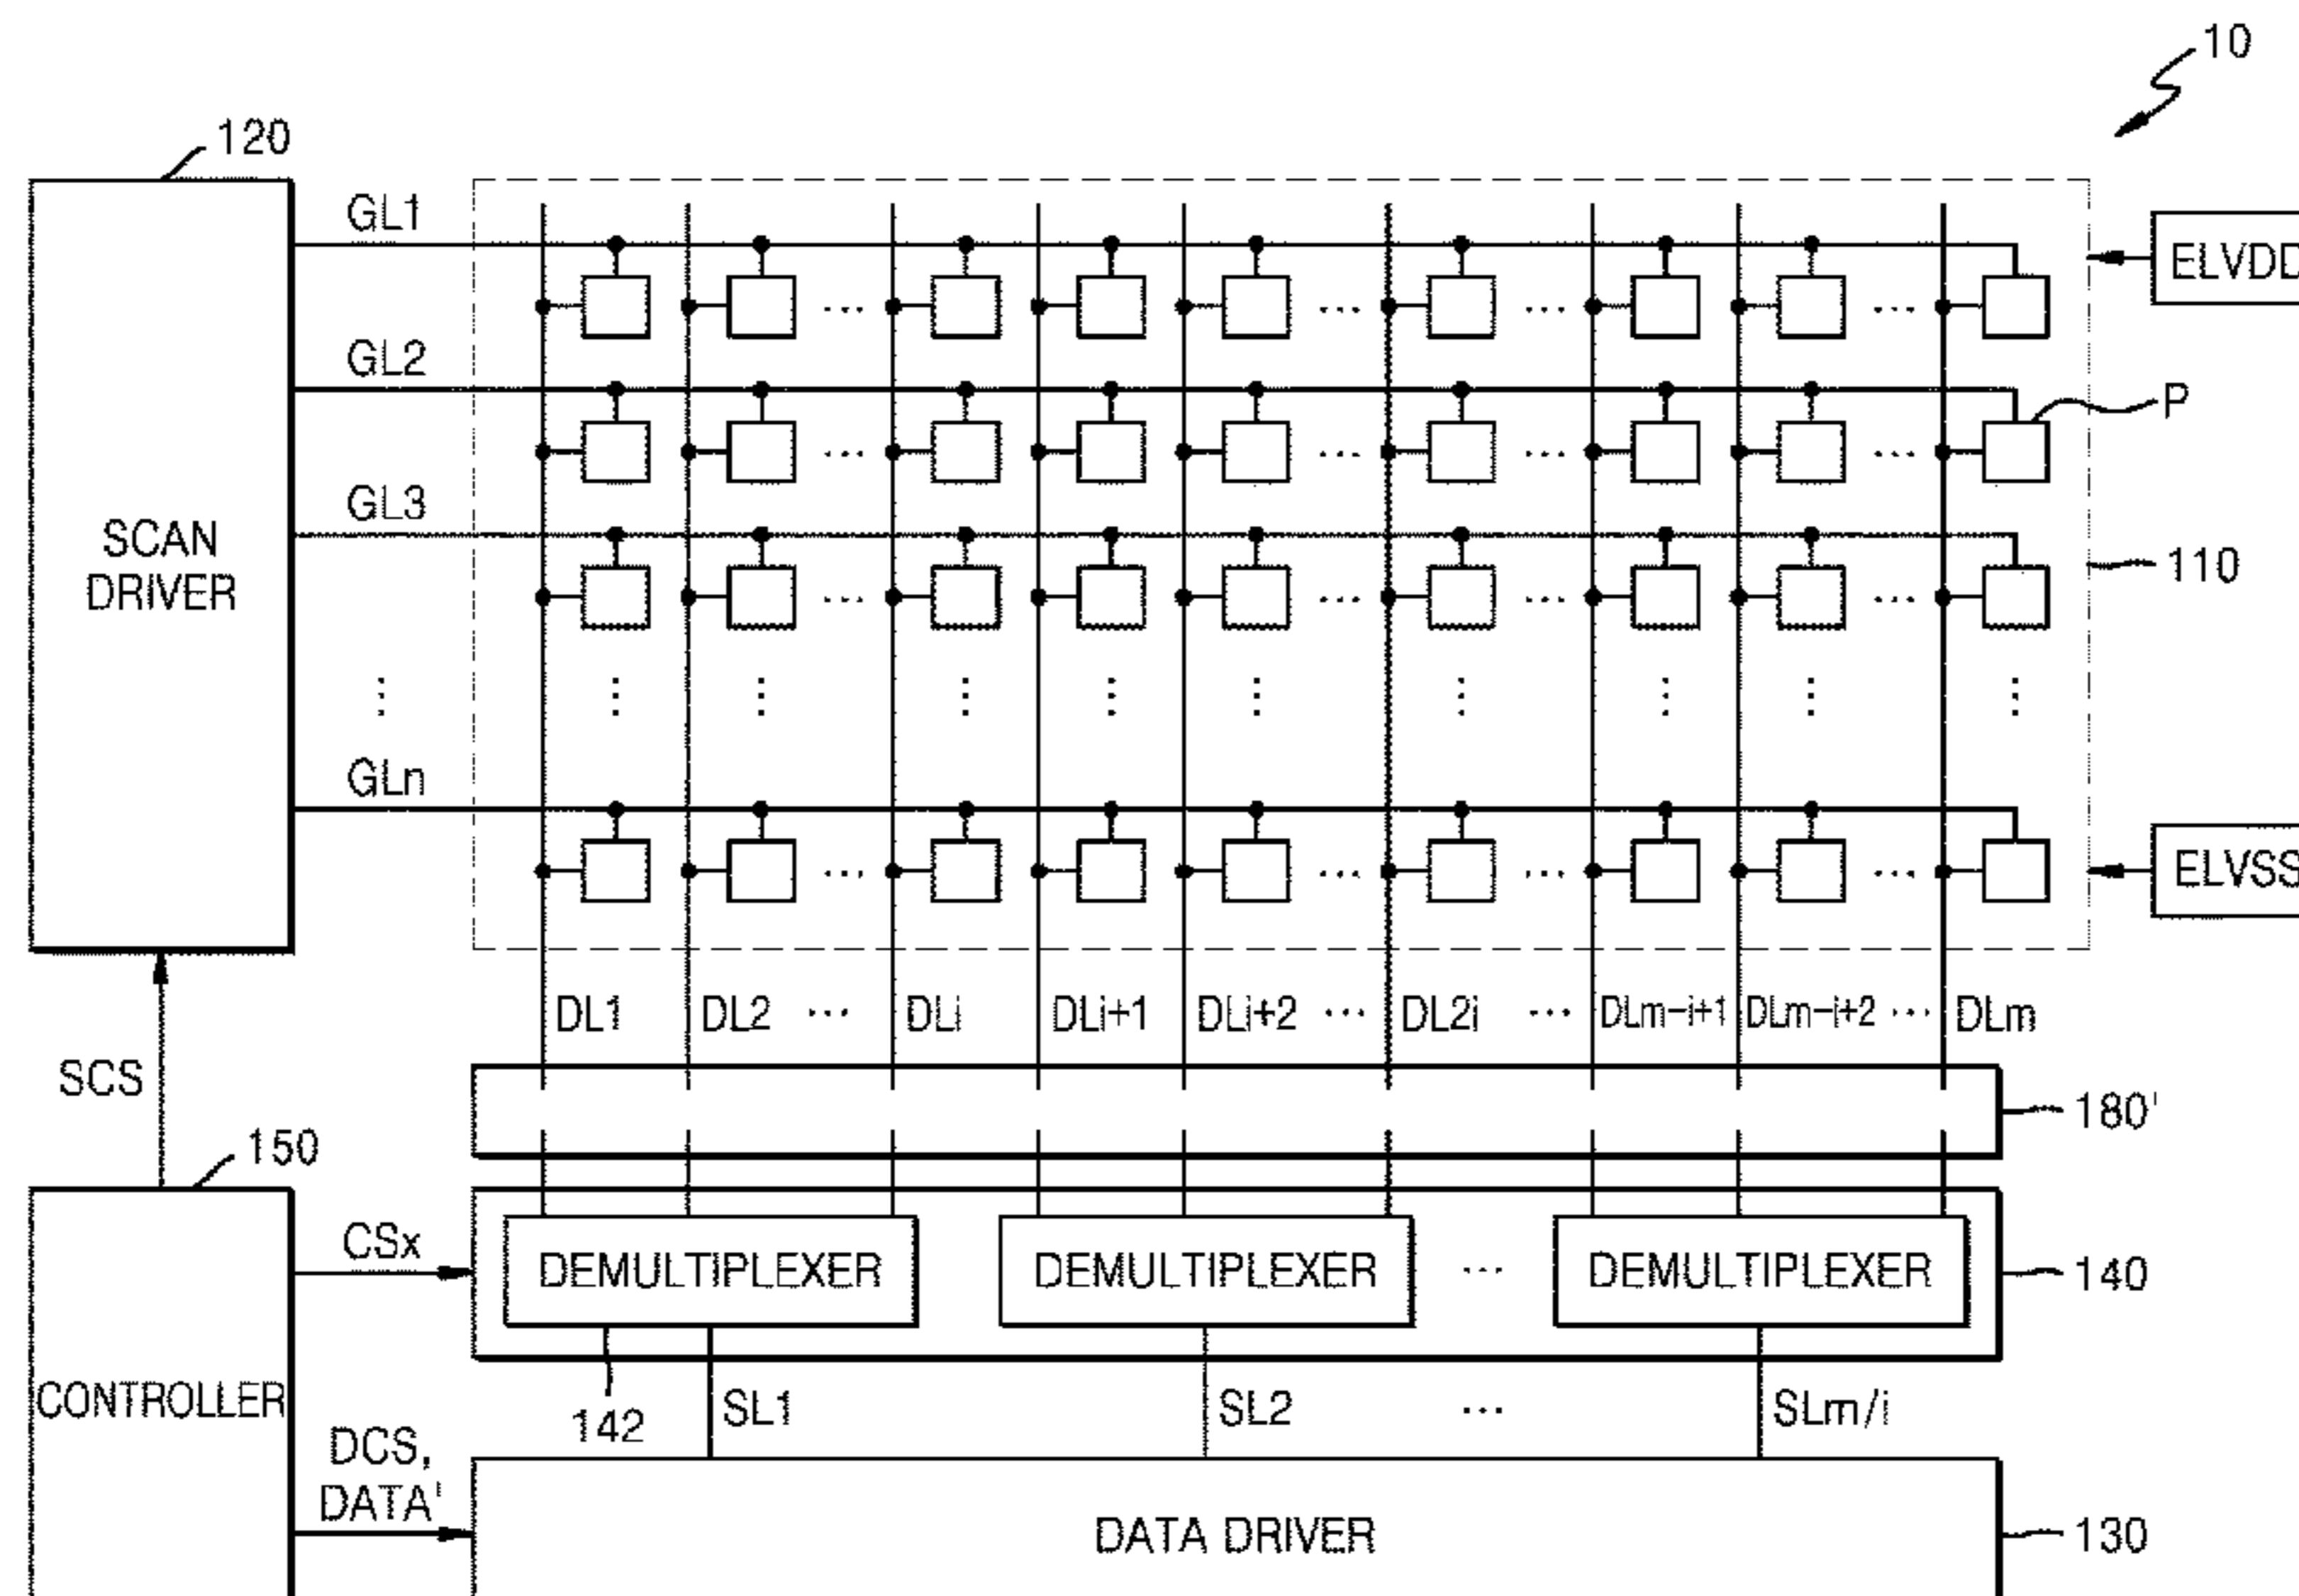 10
120
GL1
ELVDD
GL2
P
GL3
SCAN
DRIVER
110
GLn
ELVSS
DL1 DL2 ... DLi DLi+1 DLi+2 ... DL2i ... DLm-i+1 DLm-i+2 ... DLm
SCS
180'
150
CSx
DEMULTIPLEXER DEMULTIPLEXER ... DEMULTIPLEXER
140
CONTROLLER
142
SL1 SL2 ... SLm/i
DCS,
DATA'
DATA DRIVER
130